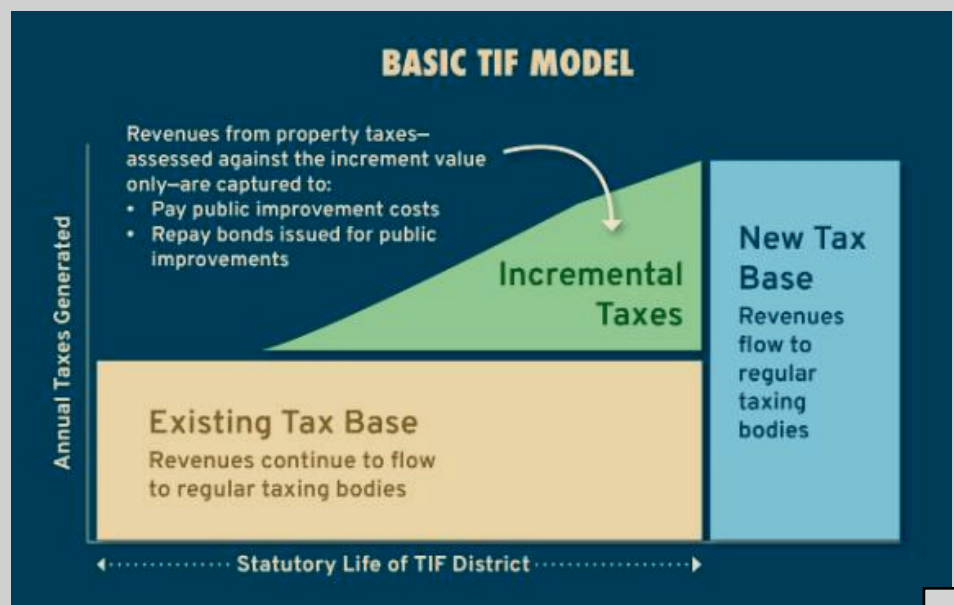 BASIC TIF MODEL
Revenues from property taxes—
assessed against the increment value
only—are captured to:
• Pay public improvement costs
• Repay bonds issued for public
improvements
Annual Taxes Generated
Incremental
Taxes
New Tax
Base
Revenues
flow to
regular
taxing
bodies
Existing Tax Base
Revenues continue to flow
to regular taxing bodies
Statutory Life of TIF District